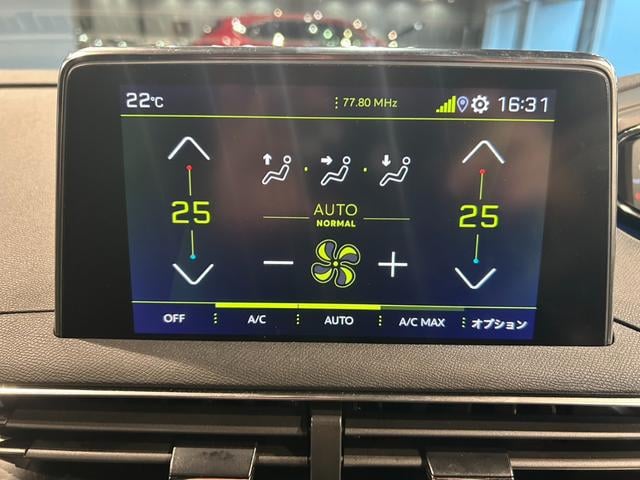 22°C 77.80 MHz 16:31
25 AUTO 25
NORMAL
OFF A/C AUTO A/C MAX オプション